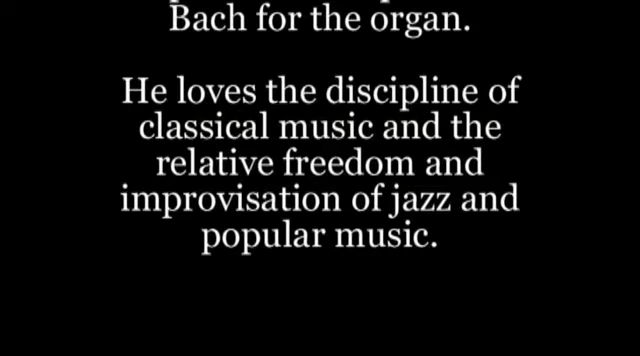 Bach for the organ.
He loves the discipline of
classical music and the
relative freedom and
improvisation of jazz and
popular music.